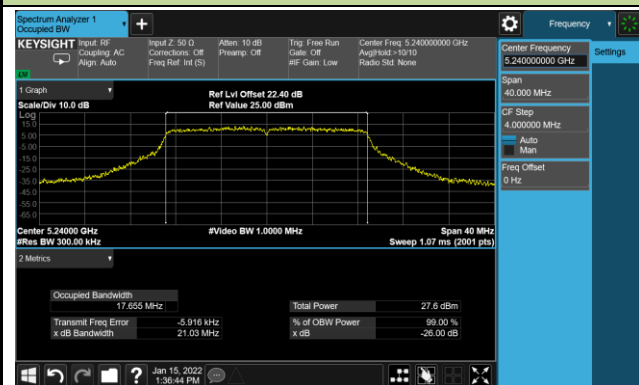 Spectrum Analyzer 1
Occupied BW
Frequency
KEYSIGHT
Input: RF
Coupling: AC
Align: Auto
Input Z: 50 Ω
Corrections: Off
Freq Ref: Int (S)
Atten: 10 dB
Preamp: Off
Trig: Free Run
Gate: Off
#IF Gain: Low
Center Freq: 5.240000000 GHz
Avg|Hold:>10/10
Radio Std: None
Center Frequency
5.240000000 GHz
Settings
Span
40.000 MHz
CF Step
4.000000 MHz
Auto
Man
Freq Offset
0 Hz
1 Graph
Scale/Div 10.0 dB
Ref Lvl Offset 22.40 dB
Ref Value 25.00 dBm
Log
15.0
5.00
-5.00
-15.0
-25.0
-35.0
-45.0
-55.0
-65.0
Center 5.24000 GHz
#Res BW 300.00 kHz
#Video BW 1.0000 MHz
Span 40 MHz
Sweep 1.07 ms (2001 pts)
2 Metrics
Occupied Bandwidth
17.655 MHz
Total Power 27.6 dBm
Transmit Freq Error -5.916 kHz
% of OBW Power 99.00 %
x dB Bandwidth 21.03 MHz
x dB -26.00 dB
Jan 15, 2022
1:36:44 PM